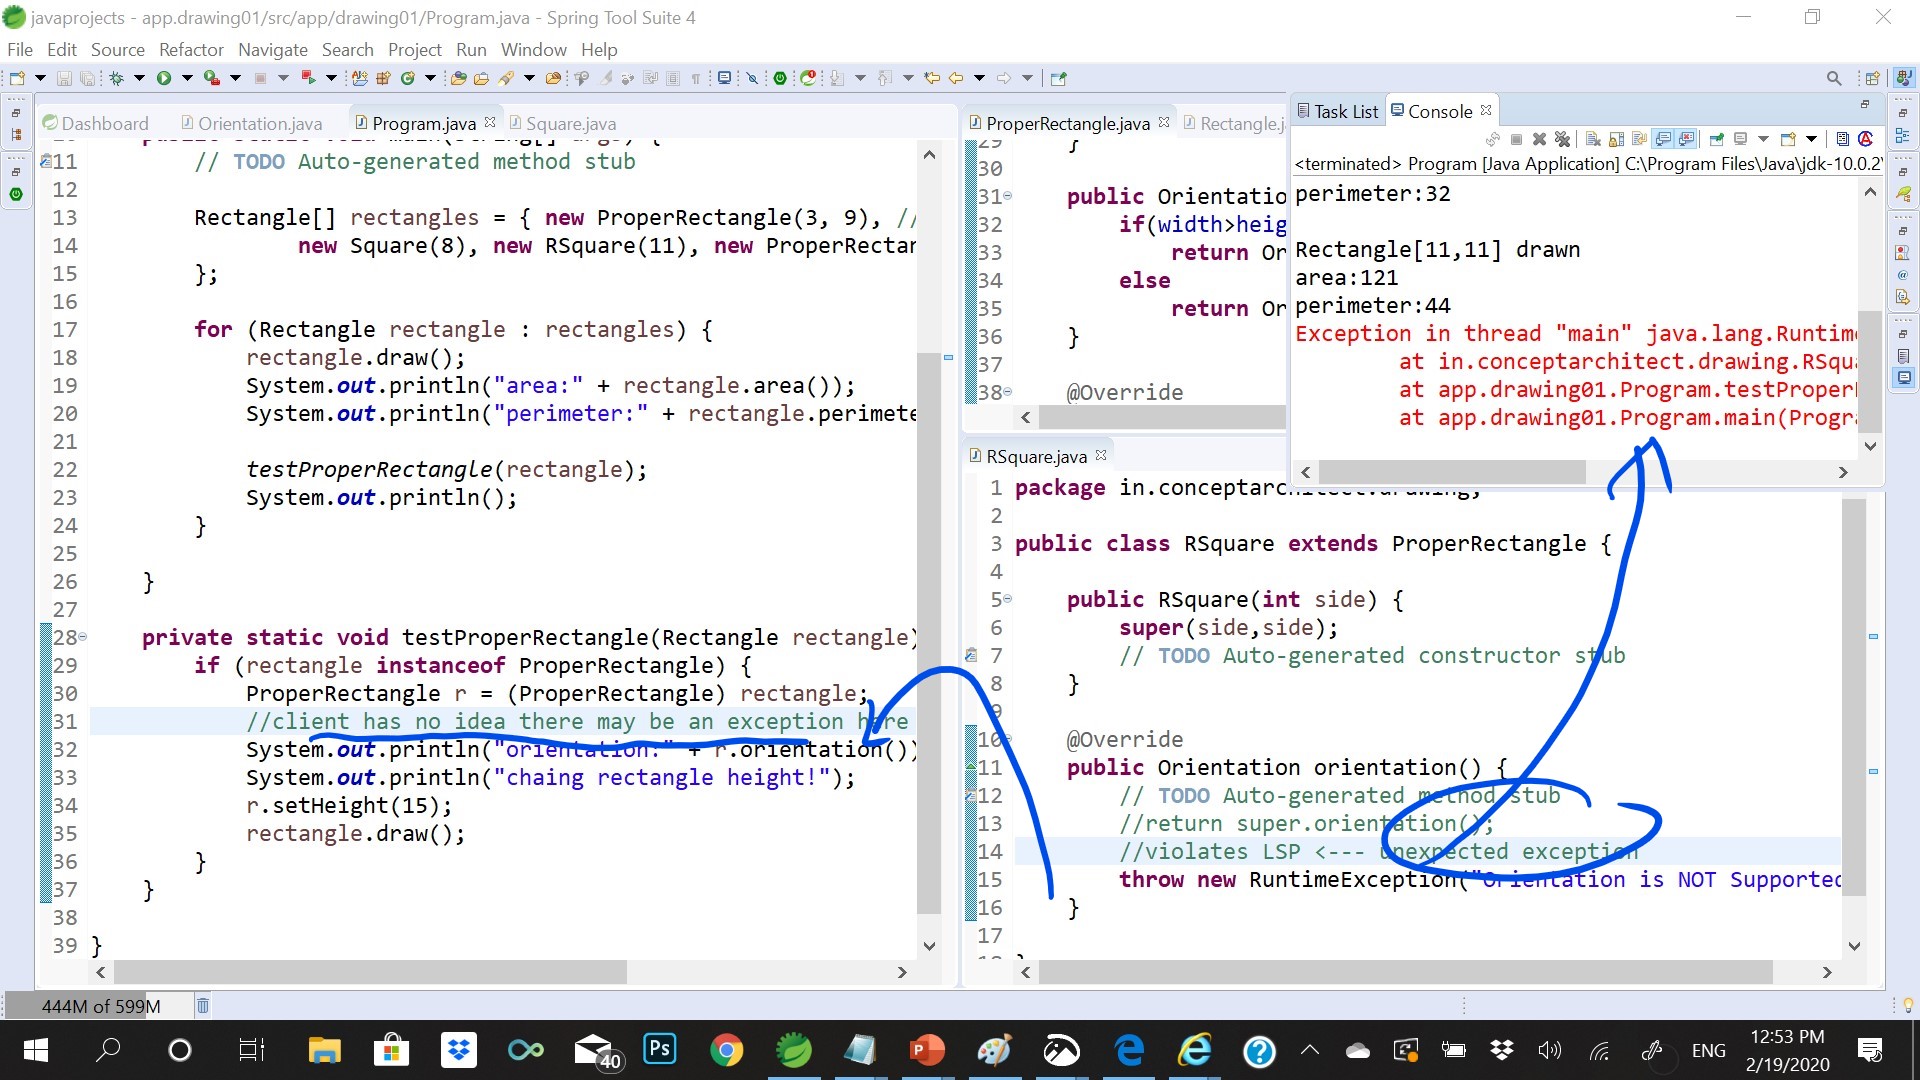 javaprojects - app.drawing01/src/app/drawing01/Program.java - Spring Tool Suite 4
File Edit Source Refactor Navigate Search Project Run Window Help
Dashboard Orientation.java Program.java Square.java
11 // TODO Auto-generated method stub
12
13 Rectangle[] rectangles = { new ProperRectangle(3, 9), //
14 new Square(8), new RSquare(11), new ProperRectan
15 };
16
17 for (Rectangle rectangle : rectangles) {
18 rectangle.draw();
19 System.out.println("area:" + rectangle.area());
20 System.out.println("perimeter:" + rectangle.perimete
21
22 testProperRectangle(rectangle);
23 System.out.println();
24 }
25
26 }
27
28 private static void testProperRectangle(Rectangle rectangle)
29 if (rectangle instanceof ProperRectangle) {
30 ProperRectangle r = (ProperRectangle) rectangle;
31 //client has no idea there may be an exception here
32 System.out.println("orientation:" + r.orientation())
33 System.out.println("chaing rectangle height!");
34 r.setHeight(15);
35 rectangle.draw();
36 }
37 }
38
39 }
ProperRectangle.java Rectangle.j
29 }
30
31 public Orientatio
32 if(width>heig
33 return Or
34 else
35 return Or
36 }
37
38 @Override
Task List Console
<terminated> Program [Java Application] C:\Program Files\Java\jdk-10.0.2\
perimeter:32
Rectangle[11,11] drawn
area:121
perimeter:44
Exception in thread "main" java.lang.Runtim
at in.conceptarchitect.drawing.RSqu
at app.drawing01.Program.testProper
at app.drawing01.Program.main(Progr
RSquare.java
1 package in.conceptarchitect.drawing;
2
3 public class RSquare extends ProperRectangle {
4
5 public RSquare(int side) {
6 super(side,side);
7 // TODO Auto-generated constructor stub
8 }
9
10 @Override
11 public Orientation orientation() {
12 // TODO Auto-generated method stub
13 //return super.orientation();
14 //violates LSP <--- unexpected exception
15 throw new RuntimeException("Orientation is NOT Supported
16 }
17
444M of 599M
40
Ps
ENG
12:53 PM
2/19/2020